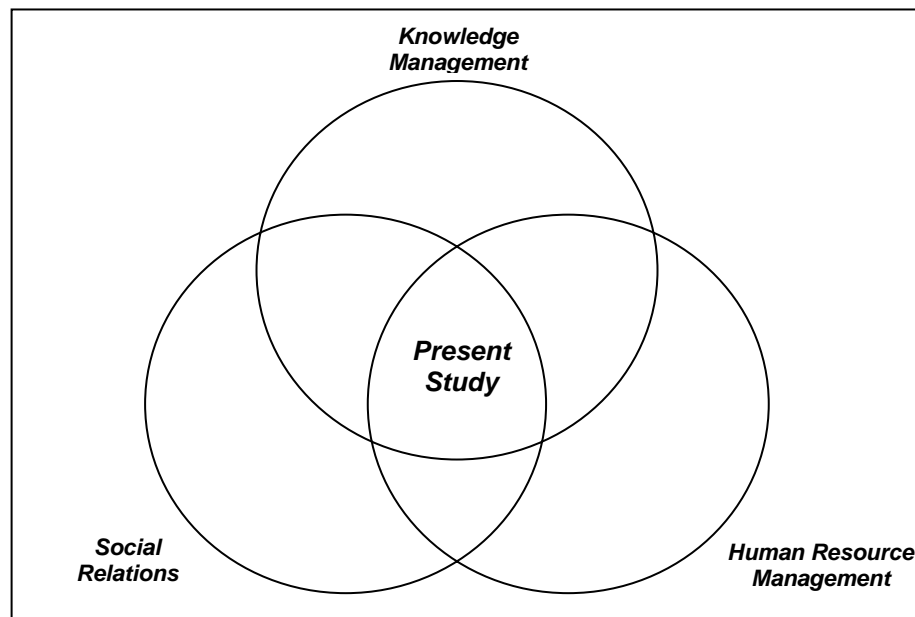 Knowledge
Management
Present
Study
Social
Relations
Human Resource
Management